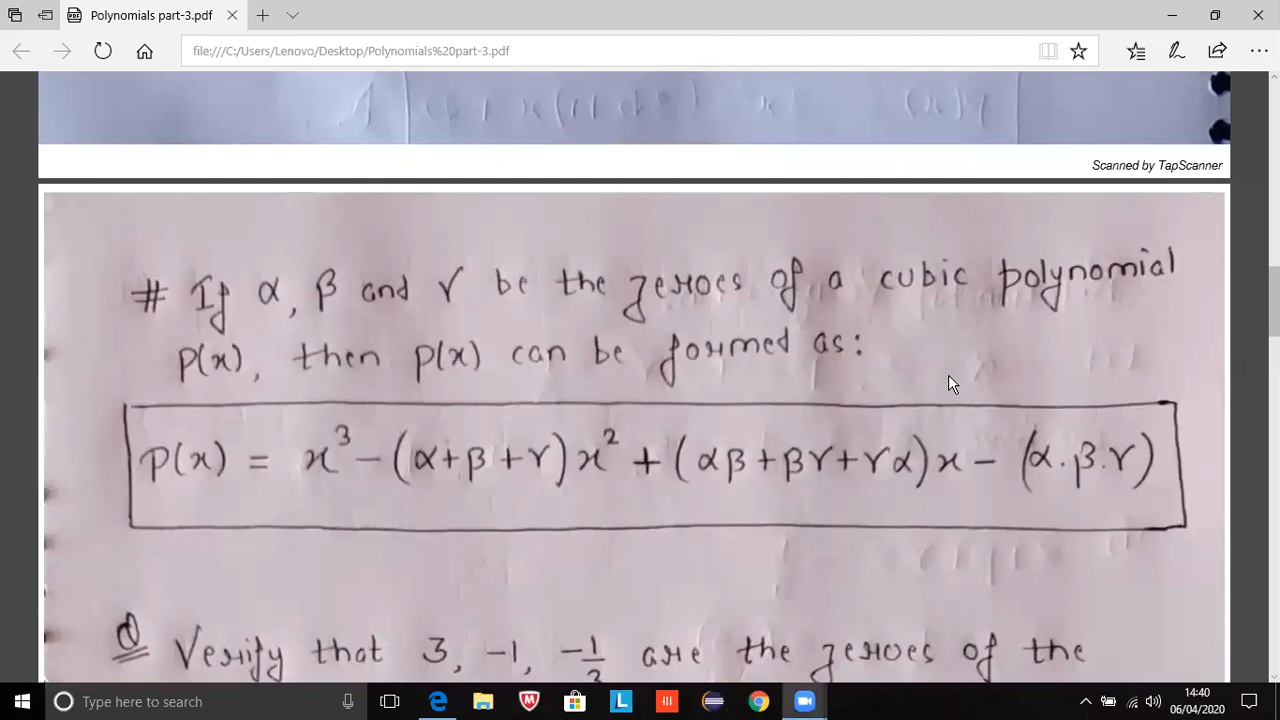 Polynomials part-3.pdf
file:///C:/Users/Lenovo/Desktop/Polynomials%20part-3.pdf
Scanned by TapScanner
# If α, β and γ be the zeroes of a cubic polynomial
p(x), then p(x) can be formed as:
p(x) = x³ - (α+β+γ)x² + (αβ+βγ+γα)x - (α.β.γ)
Q Verify that 3, -1, -1/3 are the zeroes of the
Type here to search
14:40
06/04/2020